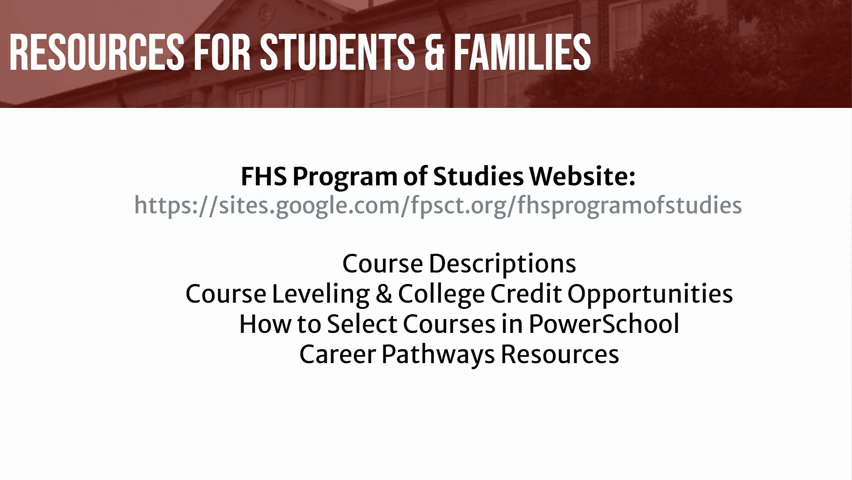 RESOURCES FOR STUDENTS & FAMILIES
FHS Program of Studies Website:
https://sites.google.com/fpsct.org/fhsprogramofstudies
Course Descriptions
Course Leveling & College Credit Opportunities
How to Select Courses in PowerSchool
Career Pathways Resources